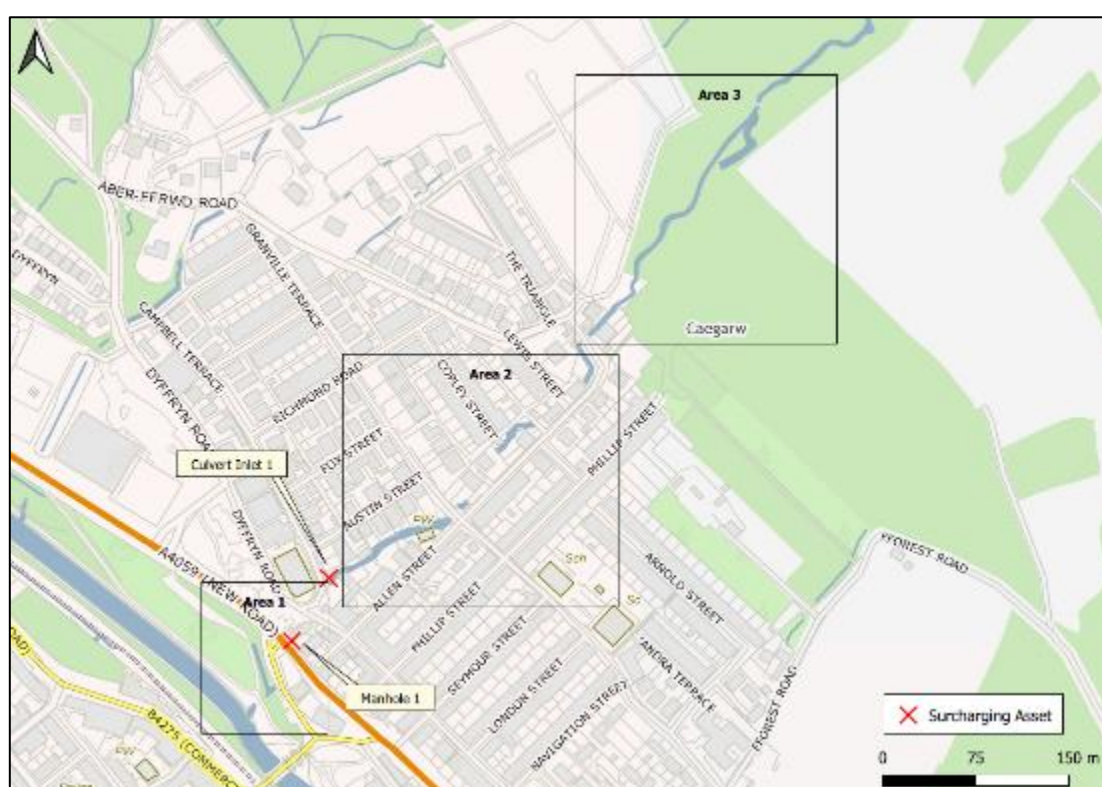 Area 3
ABER-FFRWD ROAD
DYFFRYN
GRANVILLE TERRACE
THE TRIANGLE
Caegarw
CAMPBELL TERRACE
LEWIS STREET
Area 2
COPLEY STREET
RICHMOND ROAD
DYFFRYN ROAD
PHILLIP STREET
FOX STREET
Culvert Inlet 1
AUSTIN STREET
PW
DYFFRYN ROAD
A4059 (NEW ROAD)
ALLEN STREET
Sch
ARNOLD STREET
FFOREST ROAD
Area 1
PHILLIP STREET
SEYMOUR STREET
ANDRA TERRACE
Manhole 1
LONDON STREET
NAVIGATION STREET
FFOREST ROAD
B4275 (COMMERC
PW
Surcharging Asset
0 75 150 m